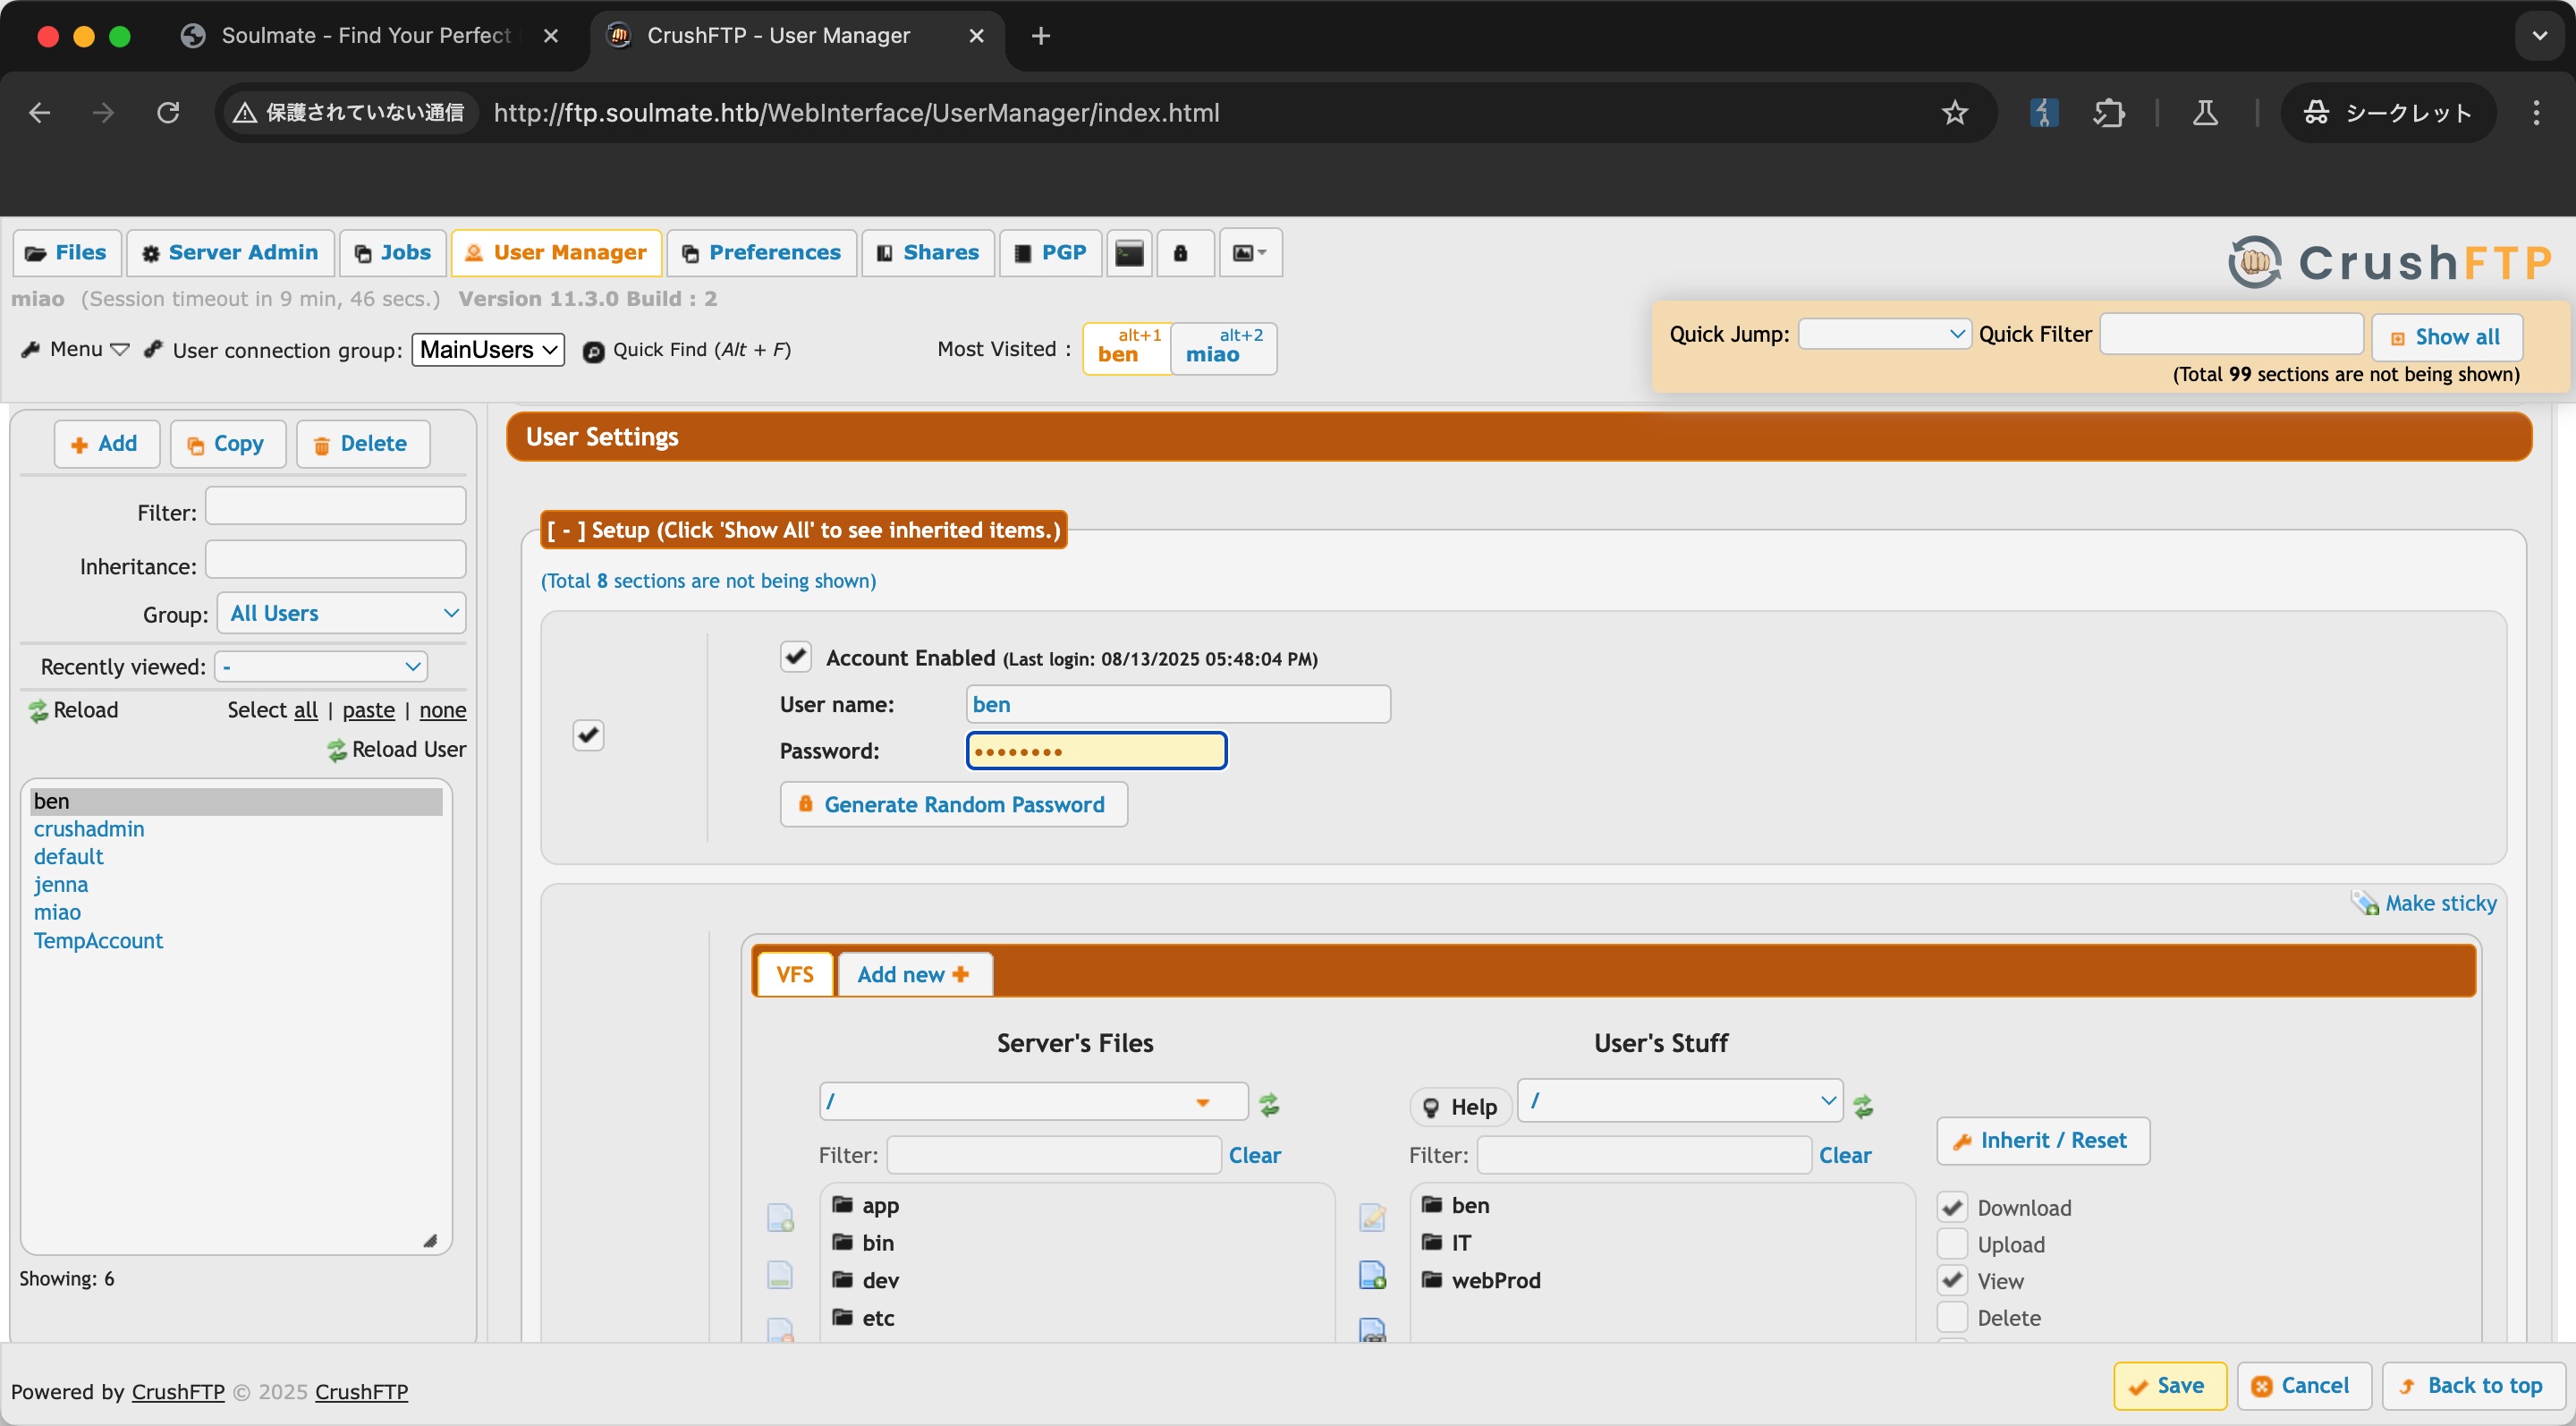 Soulmate - Find Your Perfect
CrushFTP - User Manager
保護されていない通信
http://ftp.soulmate.htb/WebInterface/UserManager/index.html
シークレット
Files
Server Admin
Jobs
User Manager
Preferences
Shares
PGP
CrushFTP
miao (Session timeout in 9 min, 46 secs.) Version 11.3.0 Build : 2
Menu
User connection group: MainUsers
Quick Find (Alt + F)
Most Visited :
alt+1
ben
alt+2
miao
Quick Jump:
Quick Filter
Show all
(Total 99 sections are not being shown)
Add
Copy
Delete
Filter:
Inheritance:
Group: All Users
Recently viewed: -
Reload
Select all | paste | none
Reload User
ben
crushadmin
default
jenna
miao
TempAccount
Showing: 6
User Settings
[ - ] Setup (Click 'Show All' to see inherited items.)
(Total 8 sections are not being shown)
Account Enabled (Last login: 08/13/2025 05:48:04 PM)
User name: ben
Password: ••••••••
Generate Random Password
Make sticky
VFS
Add new
Server's Files
/
Filter:
Clear
app
bin
dev
etc
User's Stuff
Help
/
Filter:
Clear
ben
IT
webProd
Inherit / Reset
Download
Upload
View
Delete
Powered by CrushFTP © 2025 CrushFTP
Save
Cancel
Back to top